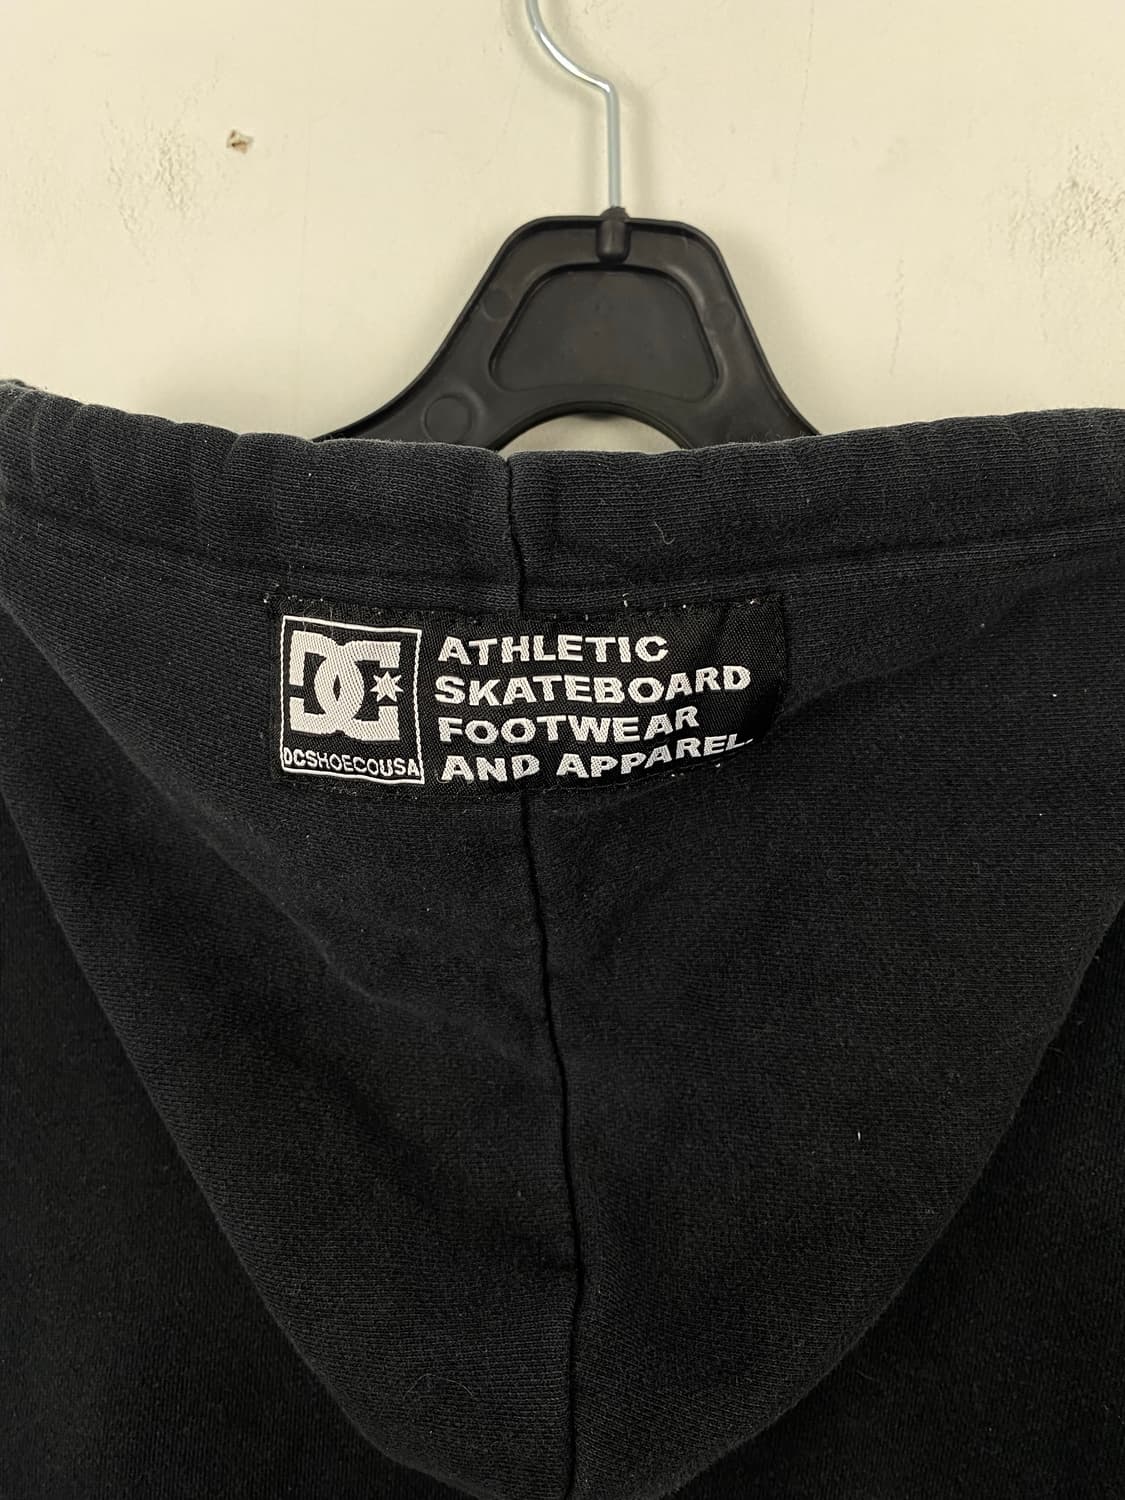 DC
DCSHOECOUSA
ATHLETIC
SKATEBOARD
FOOTWEAR
AND APPAREL.